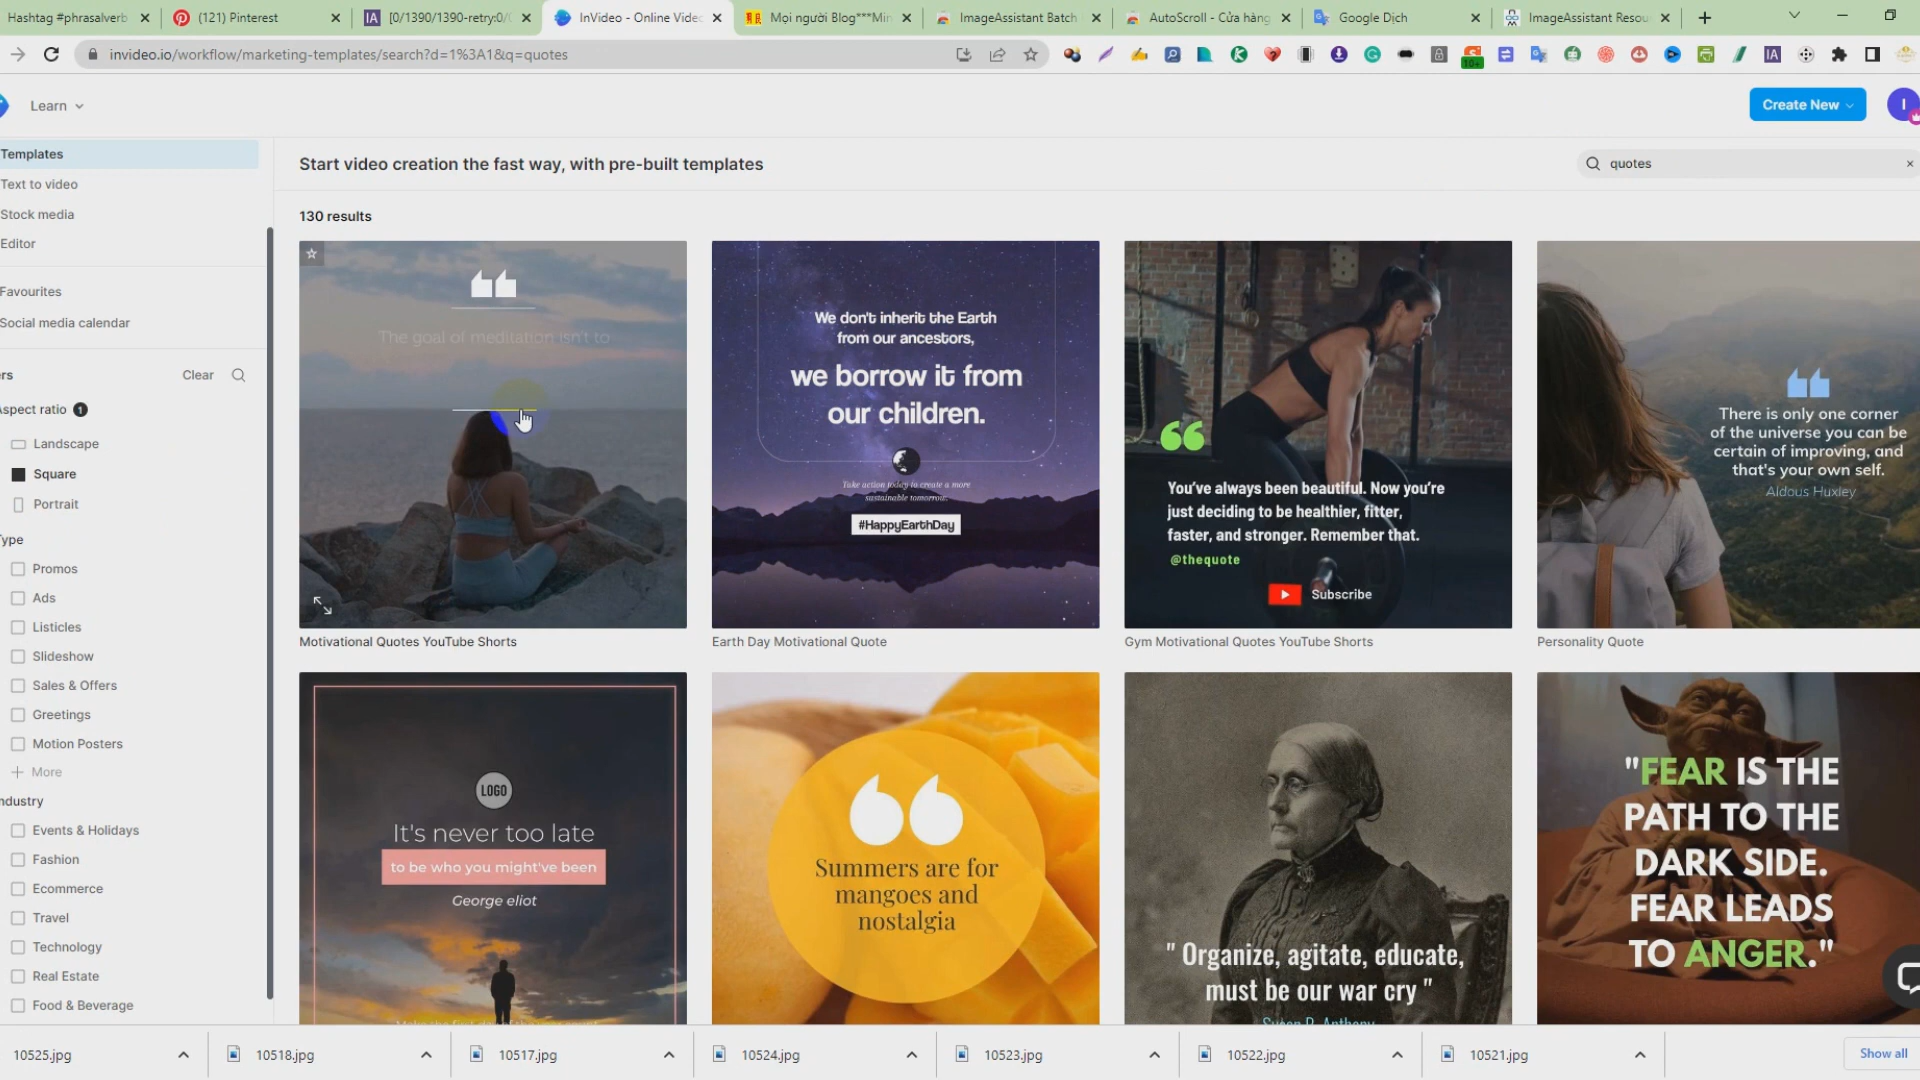 Hashtag #phrasalverb
(121) Pinterest
[0/1390/1390-retry:0/
InVideo - Online Video
Mọi người Blog***Min
ImageAssistant Batch
AutoScroll - Cửa hàng
Google Dịch
ImageAssistant Resou
invideo.io/workflow/marketing-templates/search?d=1%3A1&q=quotes
10+
IA
Learn
Create New
I
Templates
Start video creation the fast way, with pre-built templates
quotes
Text to video
Stock media
Editor
Favourites
Social media calendar
ers
Clear
Aspect ratio 1
Landscape
Square
Portrait
Type
Promos
Ads
Listicles
Slideshow
Sales & Offers
Greetings
Motion Posters
+ More
Industry
Events & Holidays
Fashion
Ecommerce
Travel
Technology
Real Estate
Food & Beverage
130 results
The goal of meditation isn't to
Motivational Quotes YouTube Shorts
We don't inherit the Earth
from our ancestors,
we borrow it from
our children.
Take action today to create a more
sustainable tomorrow.
#HappyEarthDay
Earth Day Motivational Quote
You've always been beautiful. Now you're
just deciding to be healthier, fitter,
faster, and stronger. Remember that.
@thequote
Subscribe
Gym Motivational Quotes YouTube Shorts
There is only one corner
of the universe you can be
certain of improving, and
that's your own self.
Aldous Huxley
Personality Quote
LOGO
It's never too late
to be who you might've been
George eliot
Summers are for
mangoes and
nostalgia
" Organize, agitate, educate,
must be our war cry "
Susan B. Anthony
"FEAR IS THE
PATH TO THE
DARK SIDE.
FEAR LEADS
TO ANGER."
10525.jpg
10518.jpg
10517.jpg
10524.jpg
10523.jpg
10522.jpg
10521.jpg
Show all